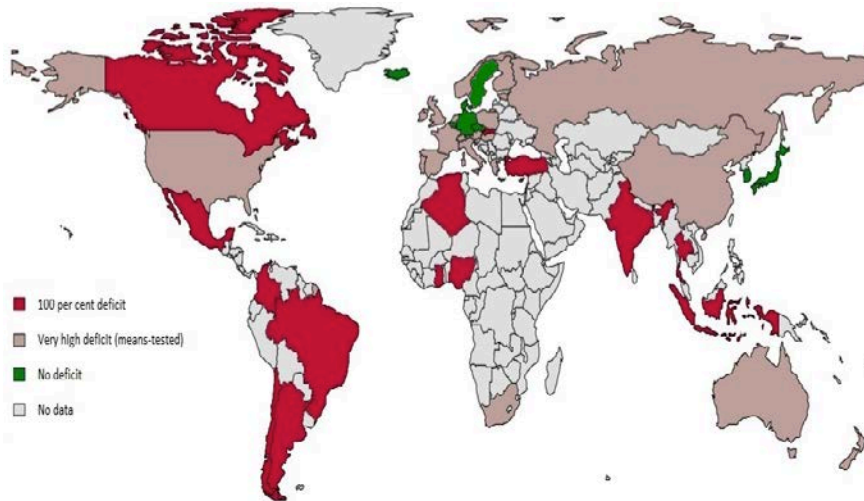 100 per cent deficit
Very high deficit (means-tested)
No deficit
No data